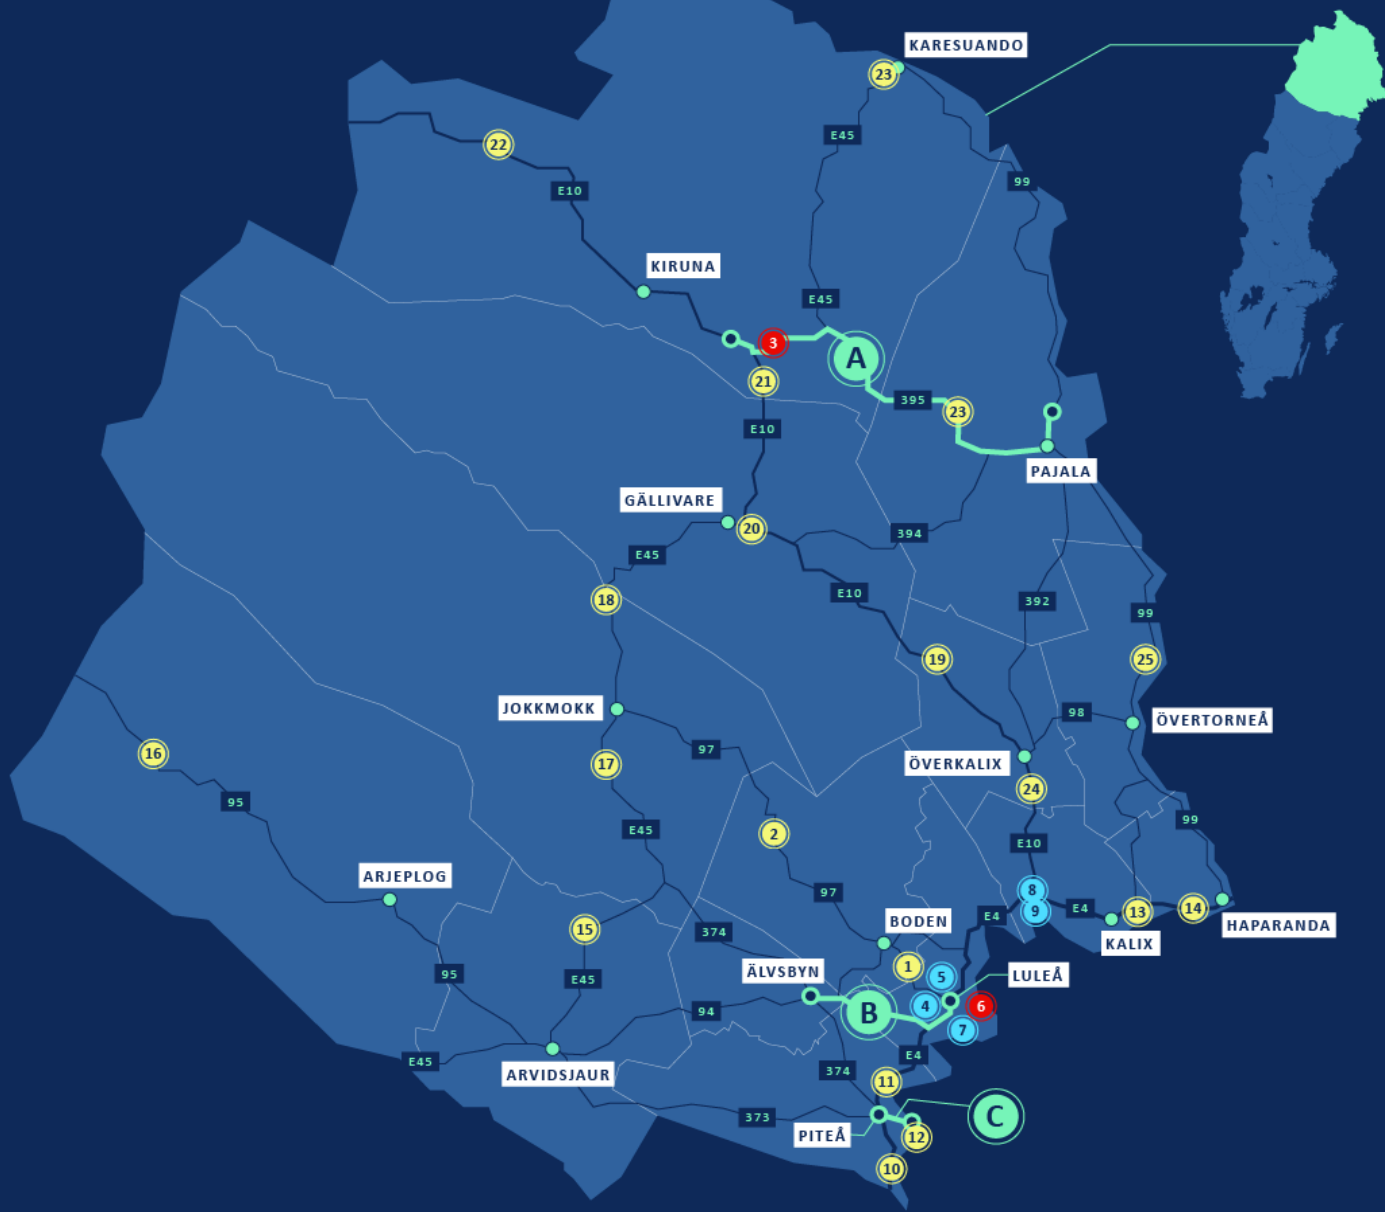 KARESUANDO
23
E45
22
99
E10
KIRUNA
E45
3
A
21
395
23
E10
PAJALA
GÄLLIVARE
20
394
E45
E10
18
392
99
19
25
JOKKMOKK
98
ÖVERTORNEÅ
97
16
17
ÖVERKALIX
24
95
99
E45
2
E10
ARJEPLOG
97
8
E4
E4
9
13
14
BODEN
HAPARANDA
15
374
KALIX
1
ÄLVSBYN
5
LULEÅ
95
E45
4
6
94
B
7
E45
E4
ARVIDSJAUR
374
11
373
C
PITEÅ
12
10